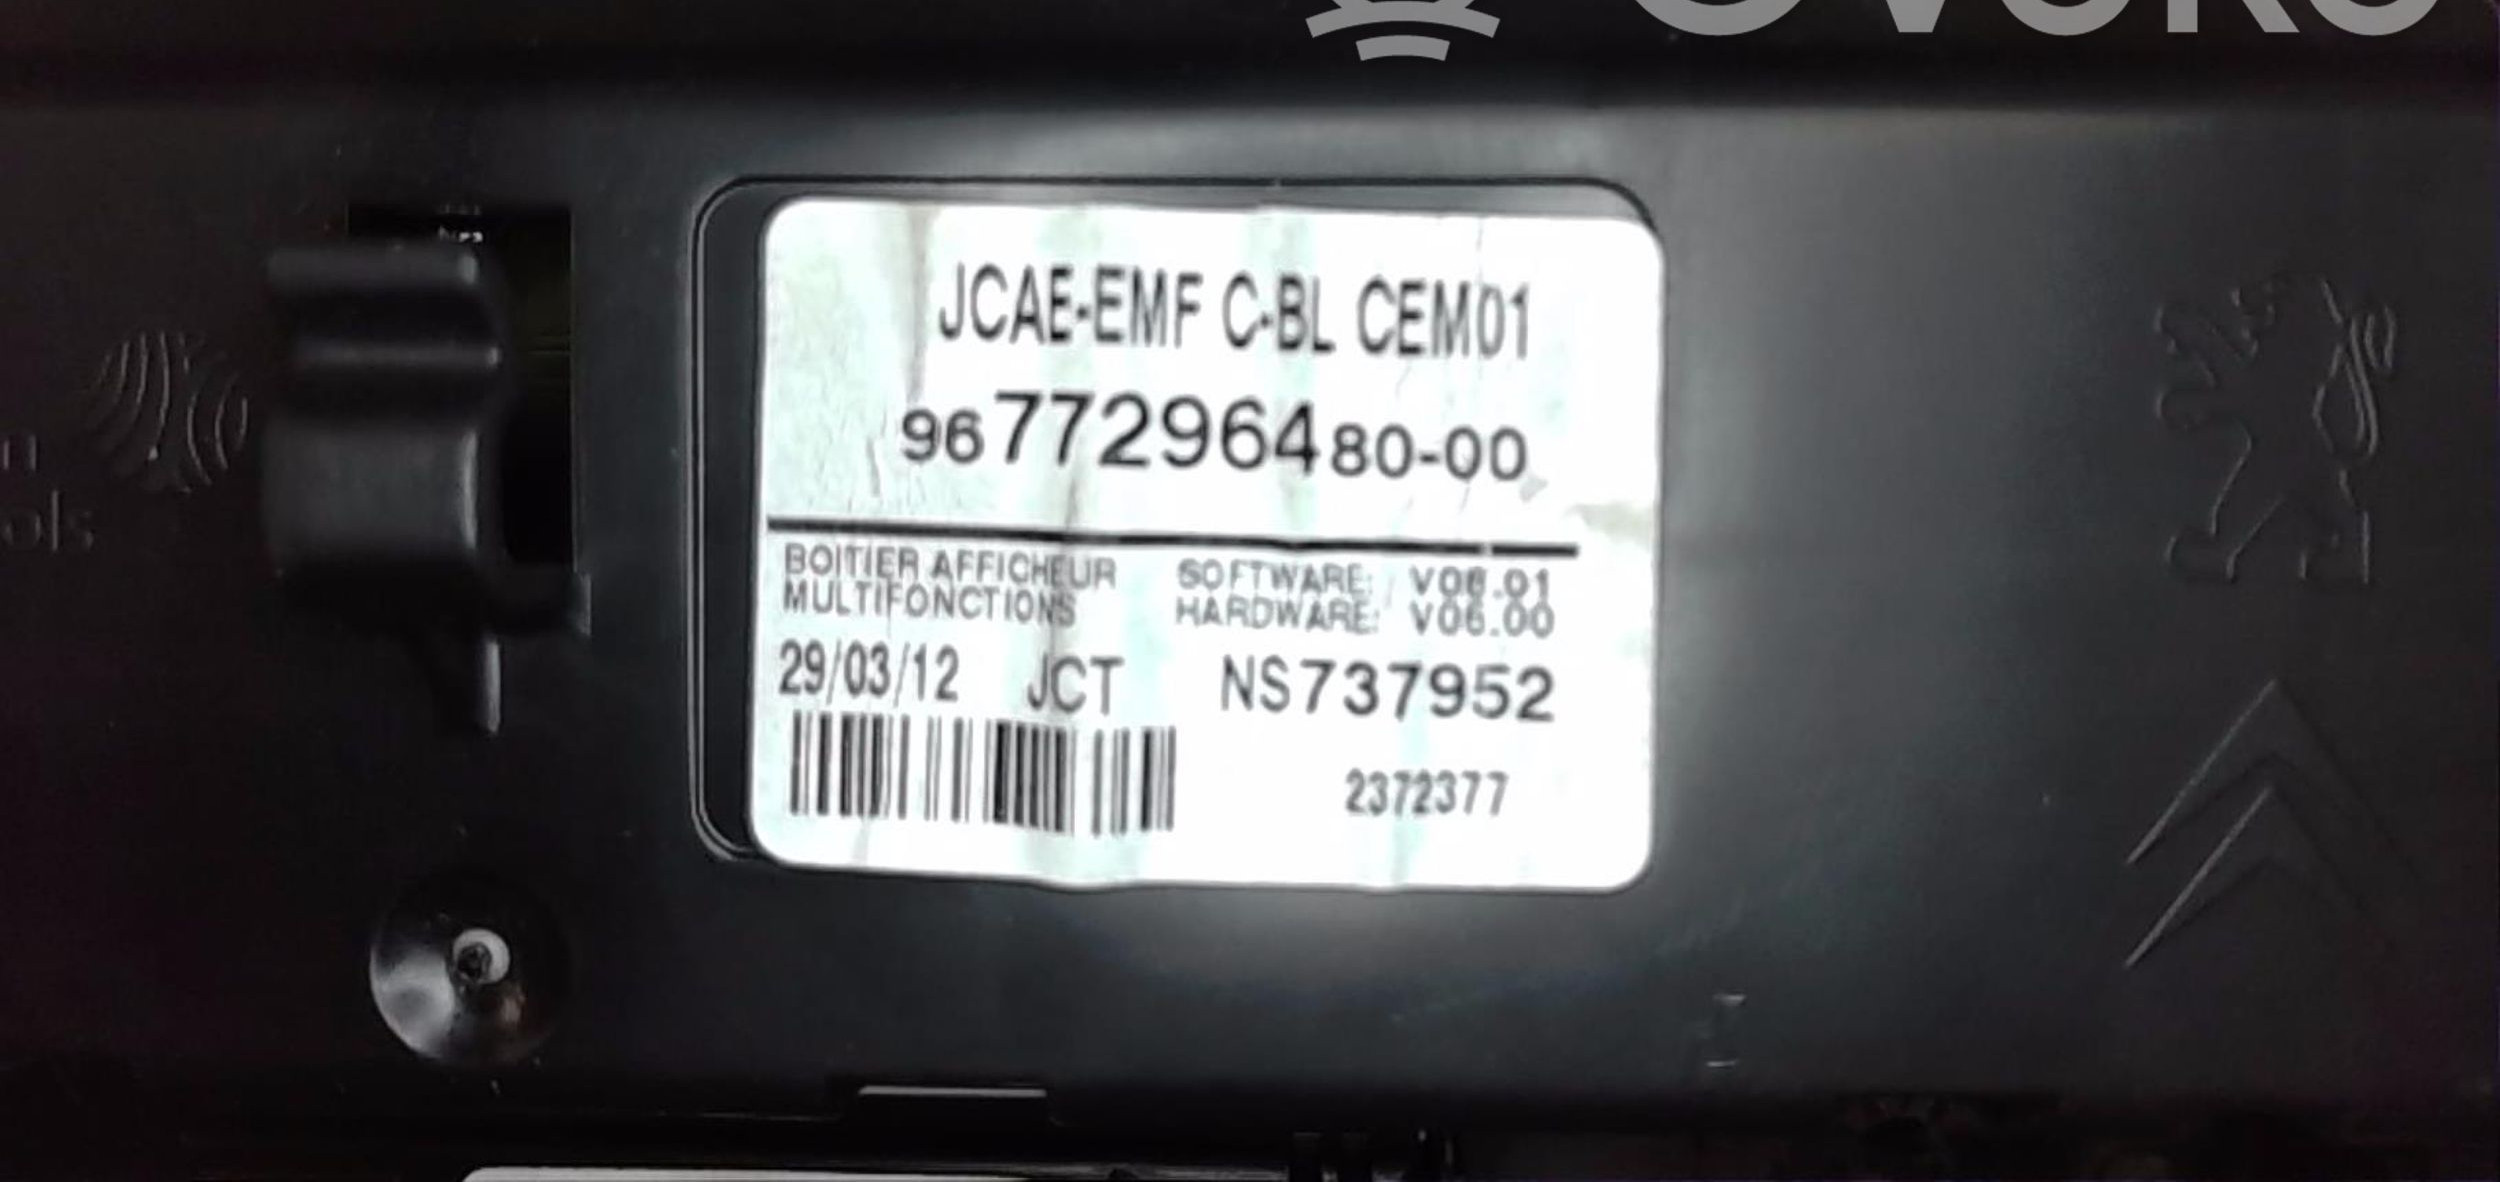 JCAE-EMF C-BL CEM01
9677296480-00
BOITIER AFFICHEUR
MULTIFONCTIONS
SOFTWARE: V06.01
HARDWARE: V06.00
29/03/12 JCT NS737952
2372377